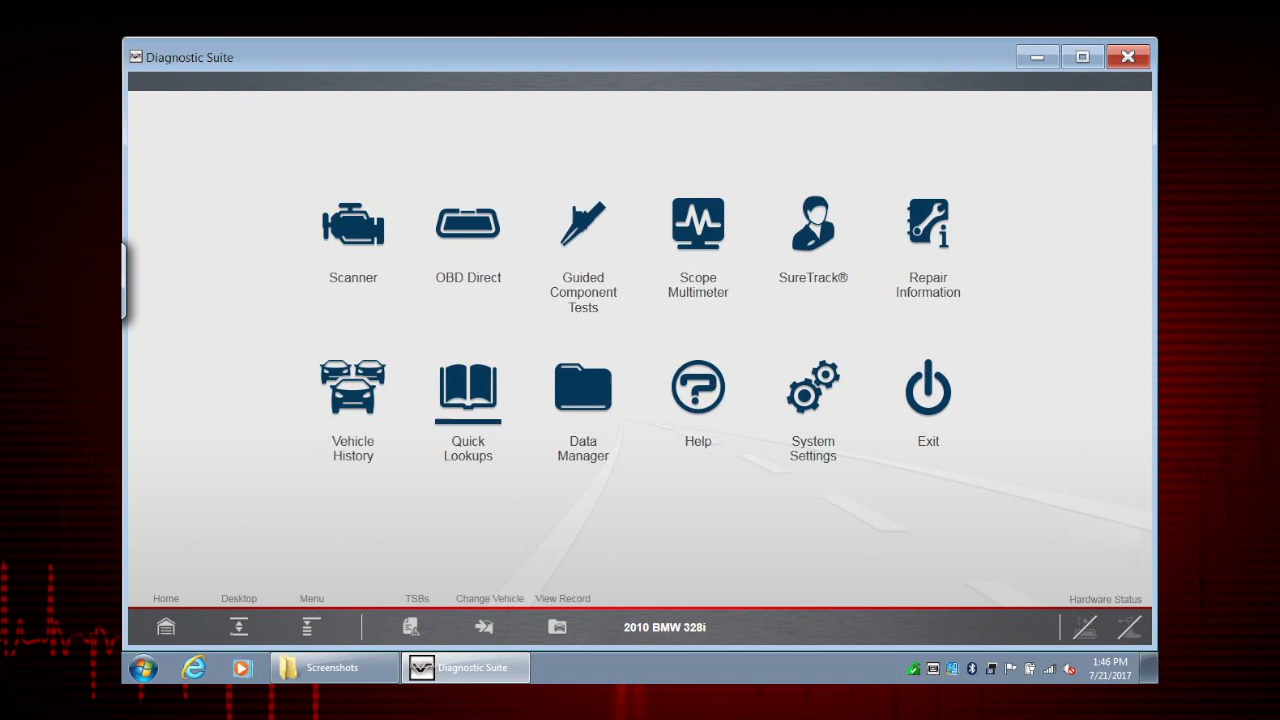 Diagnostic Suite
Scanner
OBD Direct
Guided
Component
Tests
Scope
Multimeter
SureTrack®
Repair
Information
Vehicle
History
Quick
Lookups
Data
Manager
Help
System
Settings
Exit
Home
Desktop
Menu
TSBs
Change Vehicle
View Record
Hardware Status
2010 BMW 328i
Screenshots
Diagnostic Suite
1:46 PM
7/21/2017